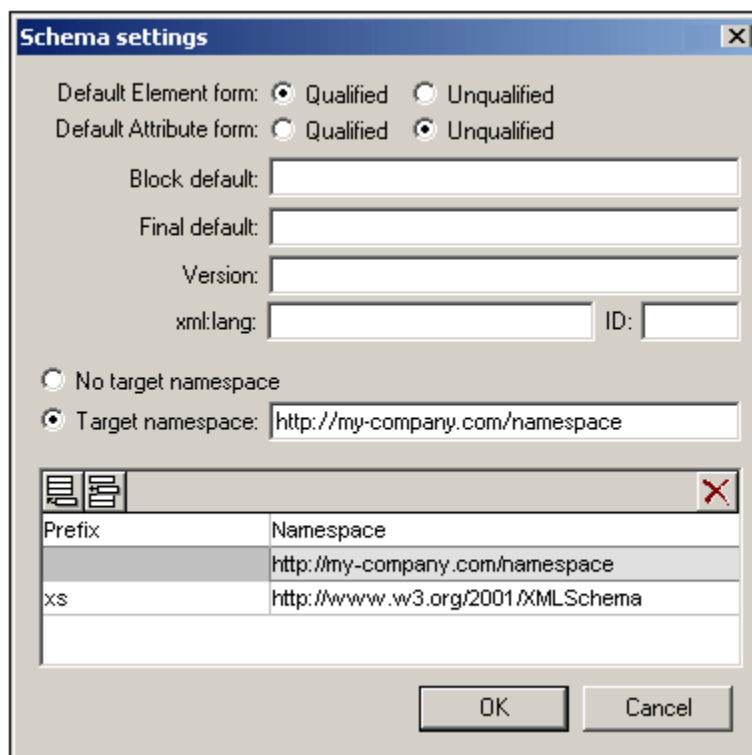 Schema settings
Default Element form: Qualified Unqualified
Default Attribute form: Qualified Unqualified
Block default:
Final default:
Version:
xml:lang: ID:
No target namespace
Target namespace: http://my-company.com/namespace
Prefix Namespace
http://my-company.com/namespace
xs http://www.w3.org/2001/XMLSchema
OK Cancel